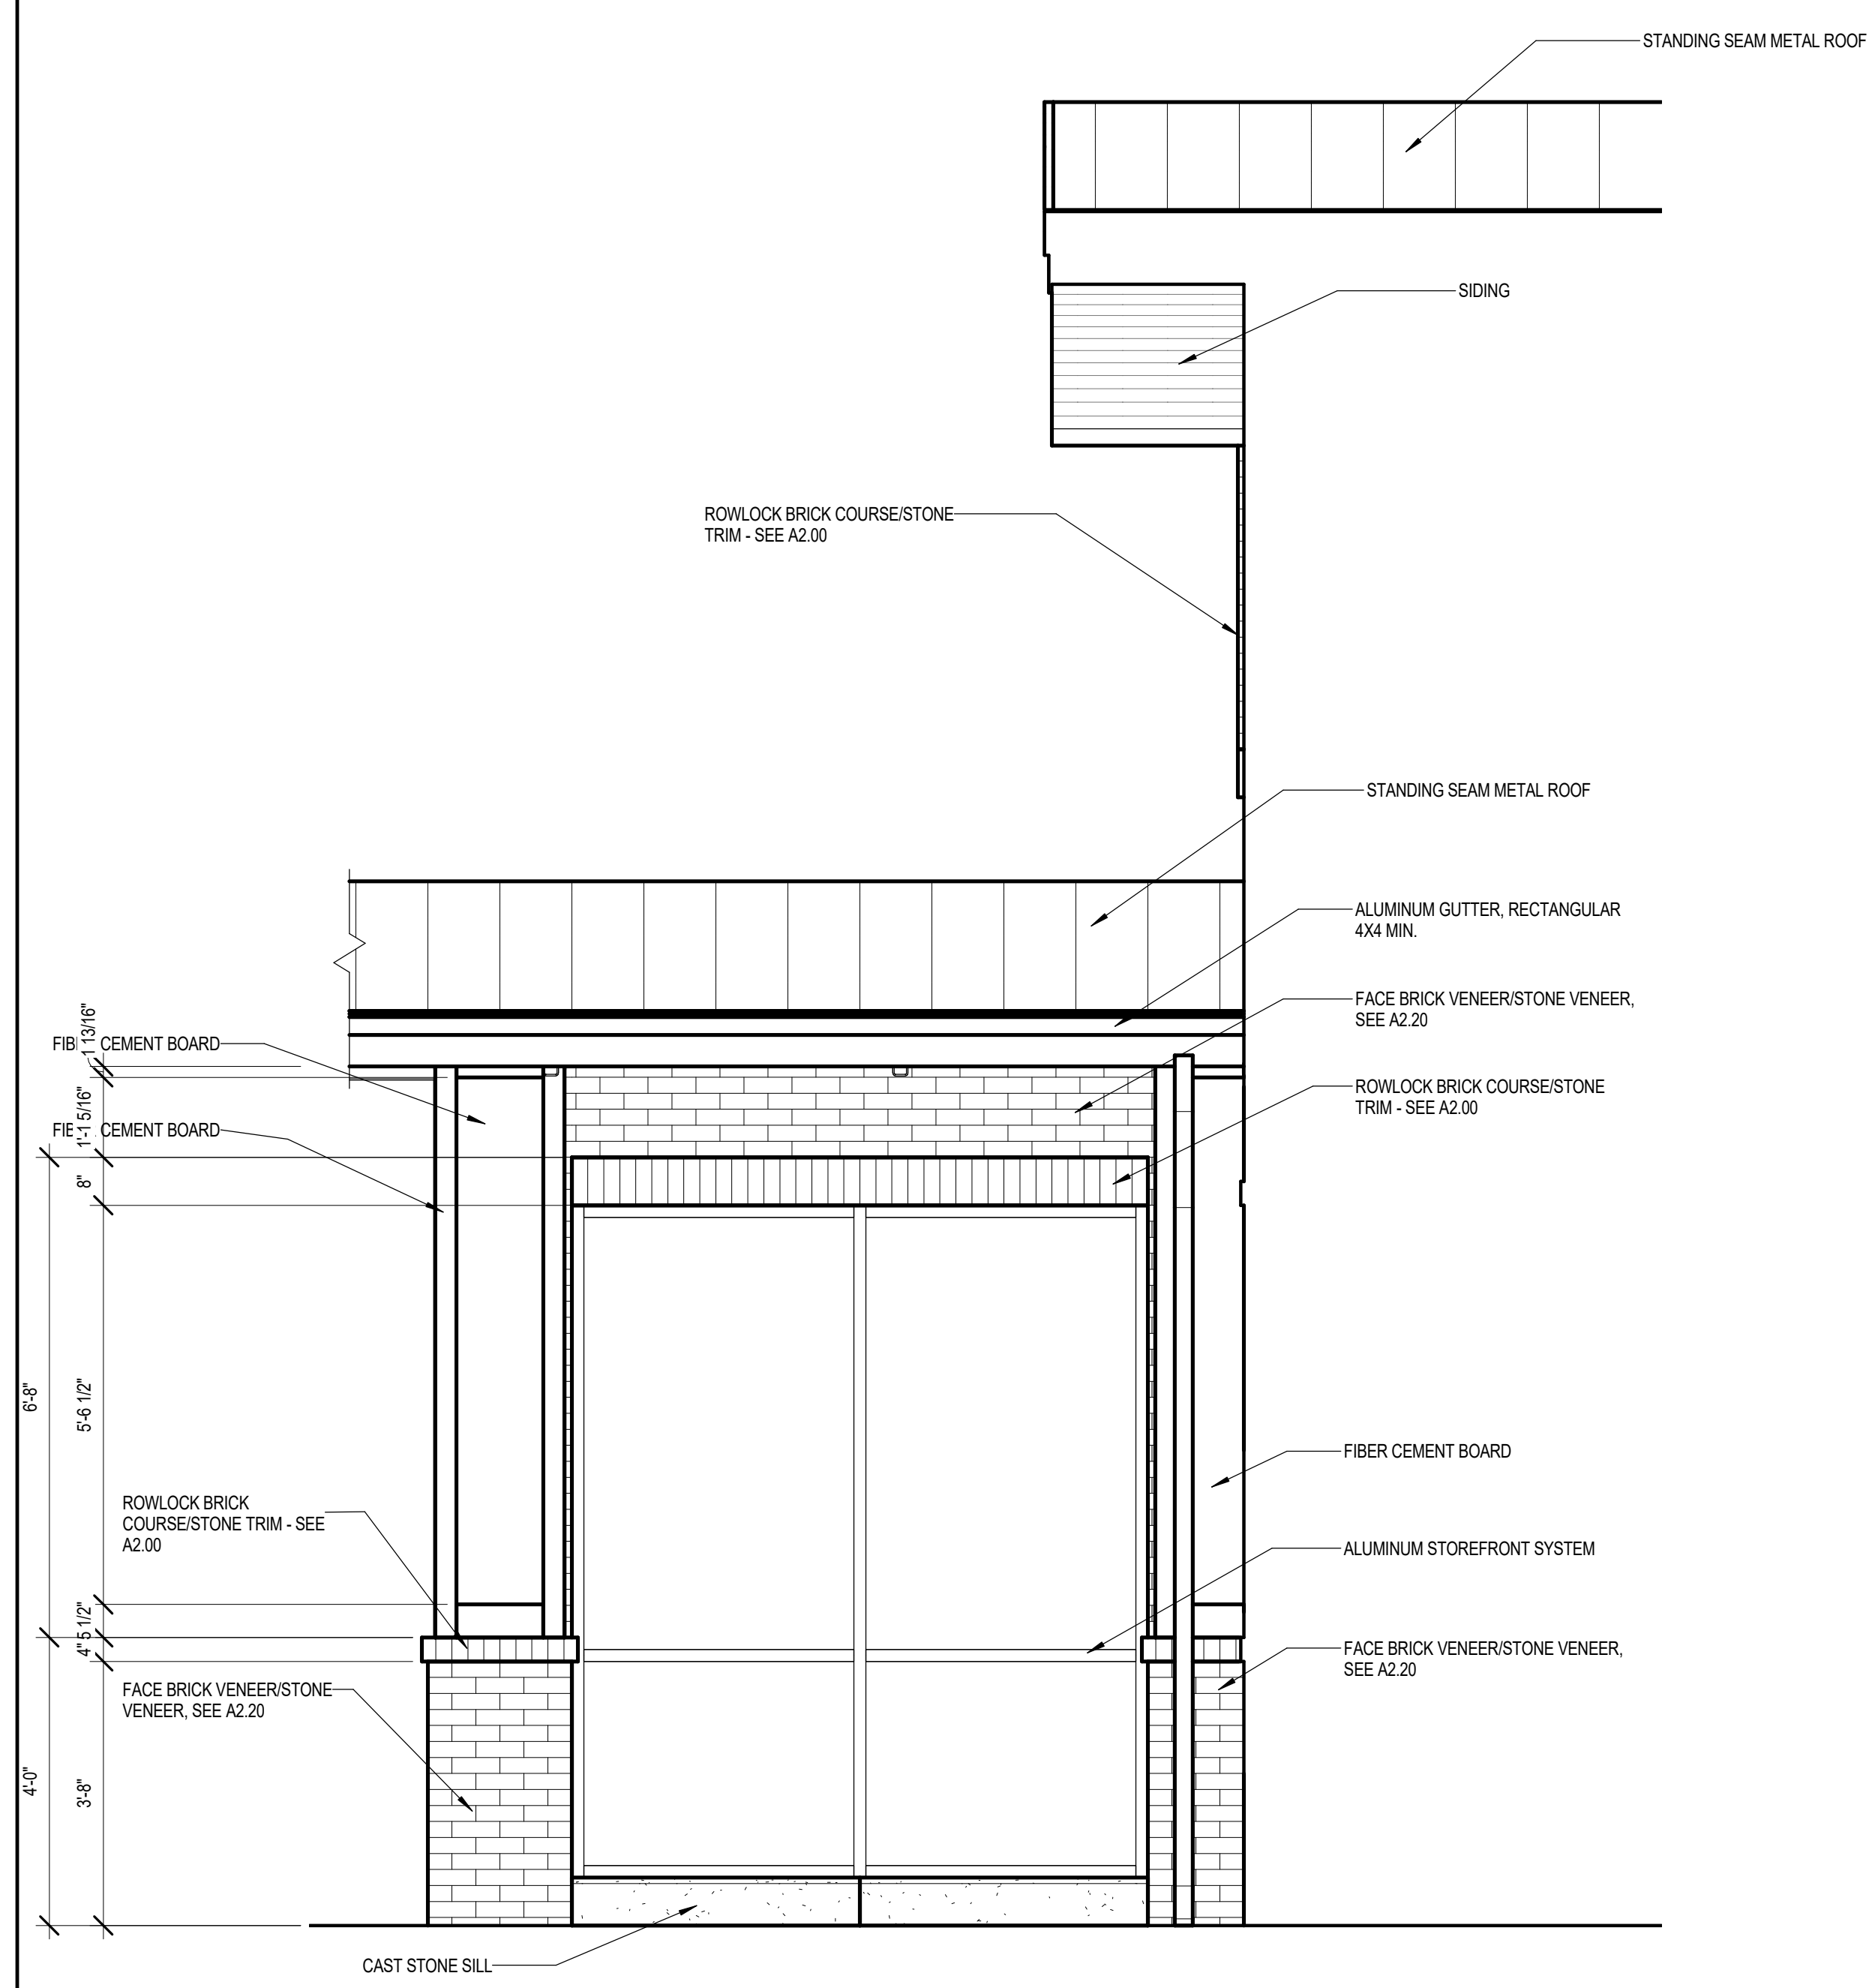 STANDING SEAM METAL ROOF
SIDING
ROWLOCK BRICK COURSE/STONE
TRIM - SEE A2.00
STANDING SEAM METAL ROOF
ALUMINUM GUTTER, RECTANGULAR
4X4 MIN.
FACE BRICK VENEER/STONE VENEER,
SEE A2.20
1 13/16"
CEMENT BOARD
ROWLOCK BRICK COURSE/STONE
TRIM - SEE A2.00
1'-1 5/16"
CEMENT BOARD
8"
6'-8"
5'-6 1/2"
FIBER CEMENT BOARD
ROWLOCK BRICK
COURSE/STONE TRIM - SEE
A2.00
ALUMINUM STOREFRONT SYSTEM
5 1/2"
4"
FACE BRICK VENEER/STONE VENEER,
SEE A2.20
FACE BRICK VENEER/STONE
VENEER, SEE A2.20
4'-0"
3'-8"
CAST STONE SILL